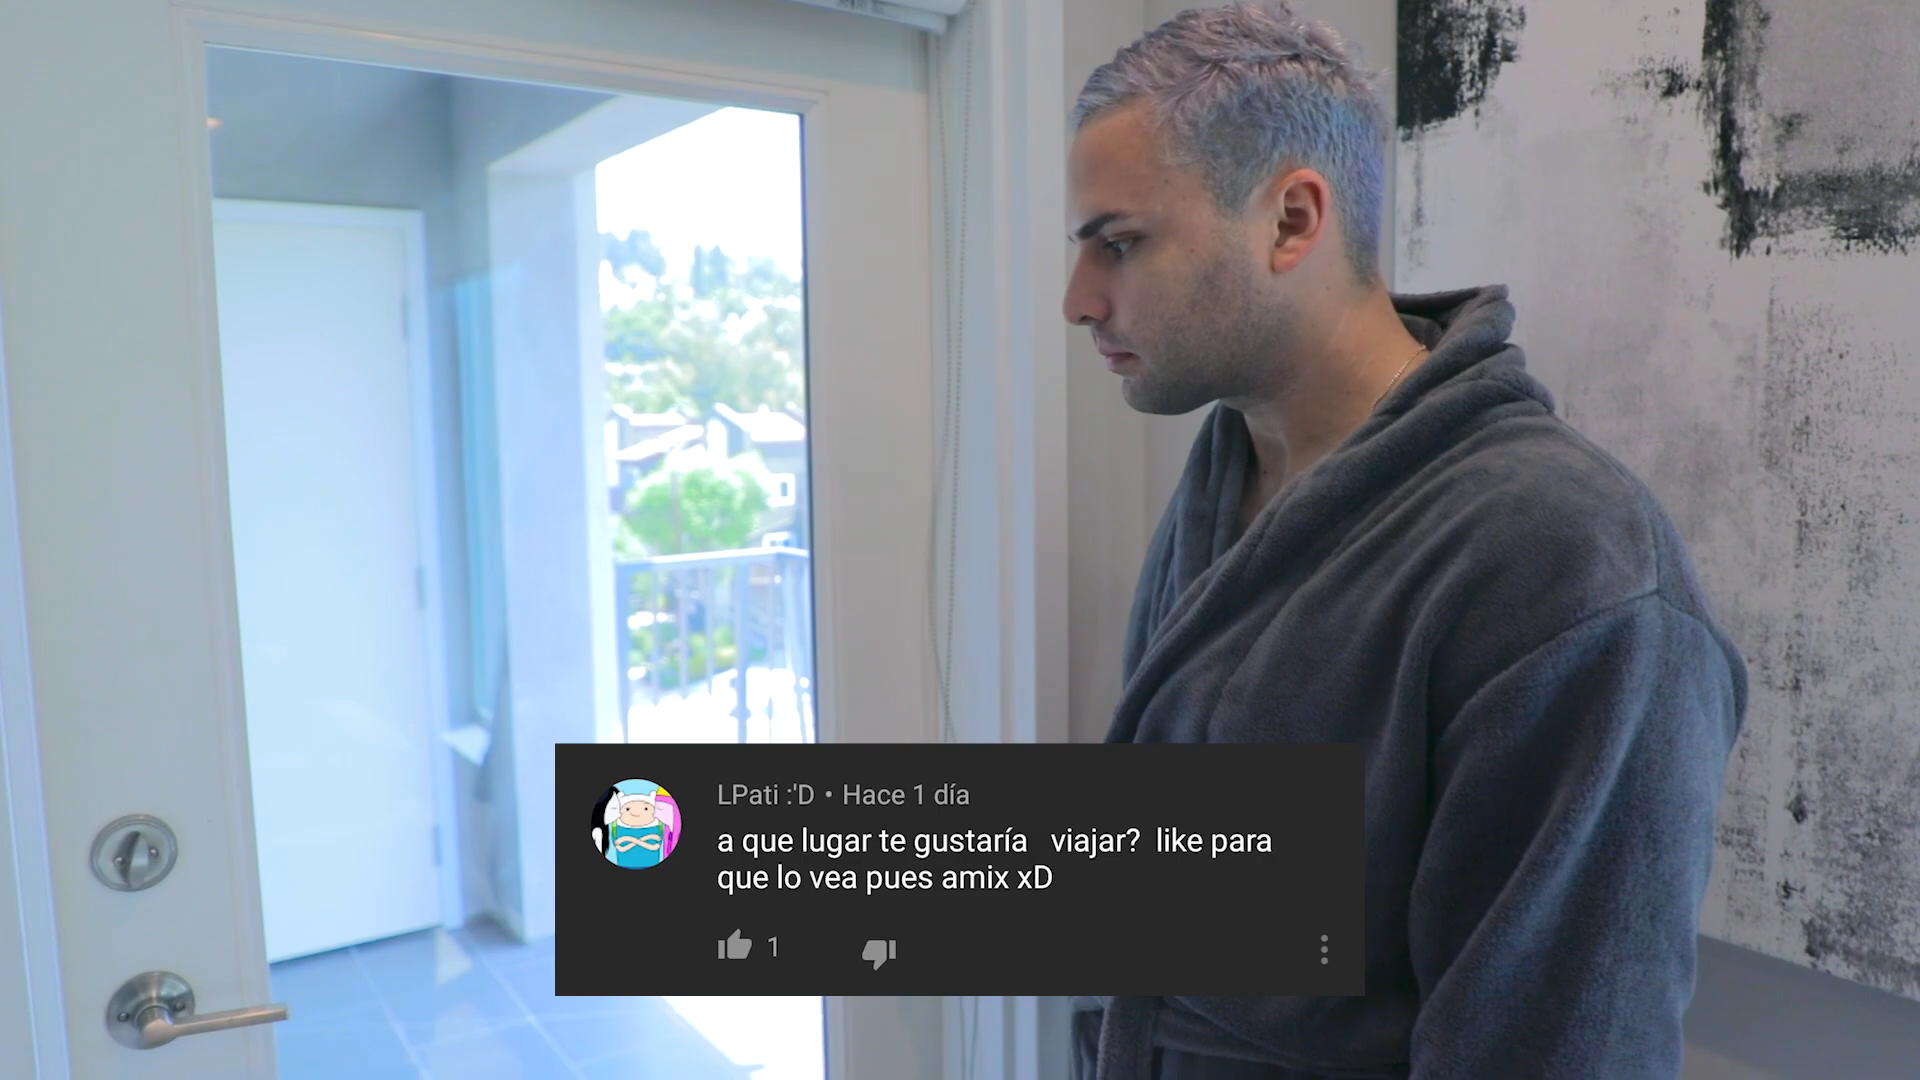 LPati :'D • Hace 1 día
a que lugar te gustaría   viajar?  like para
que lo vea pues amix xD
1